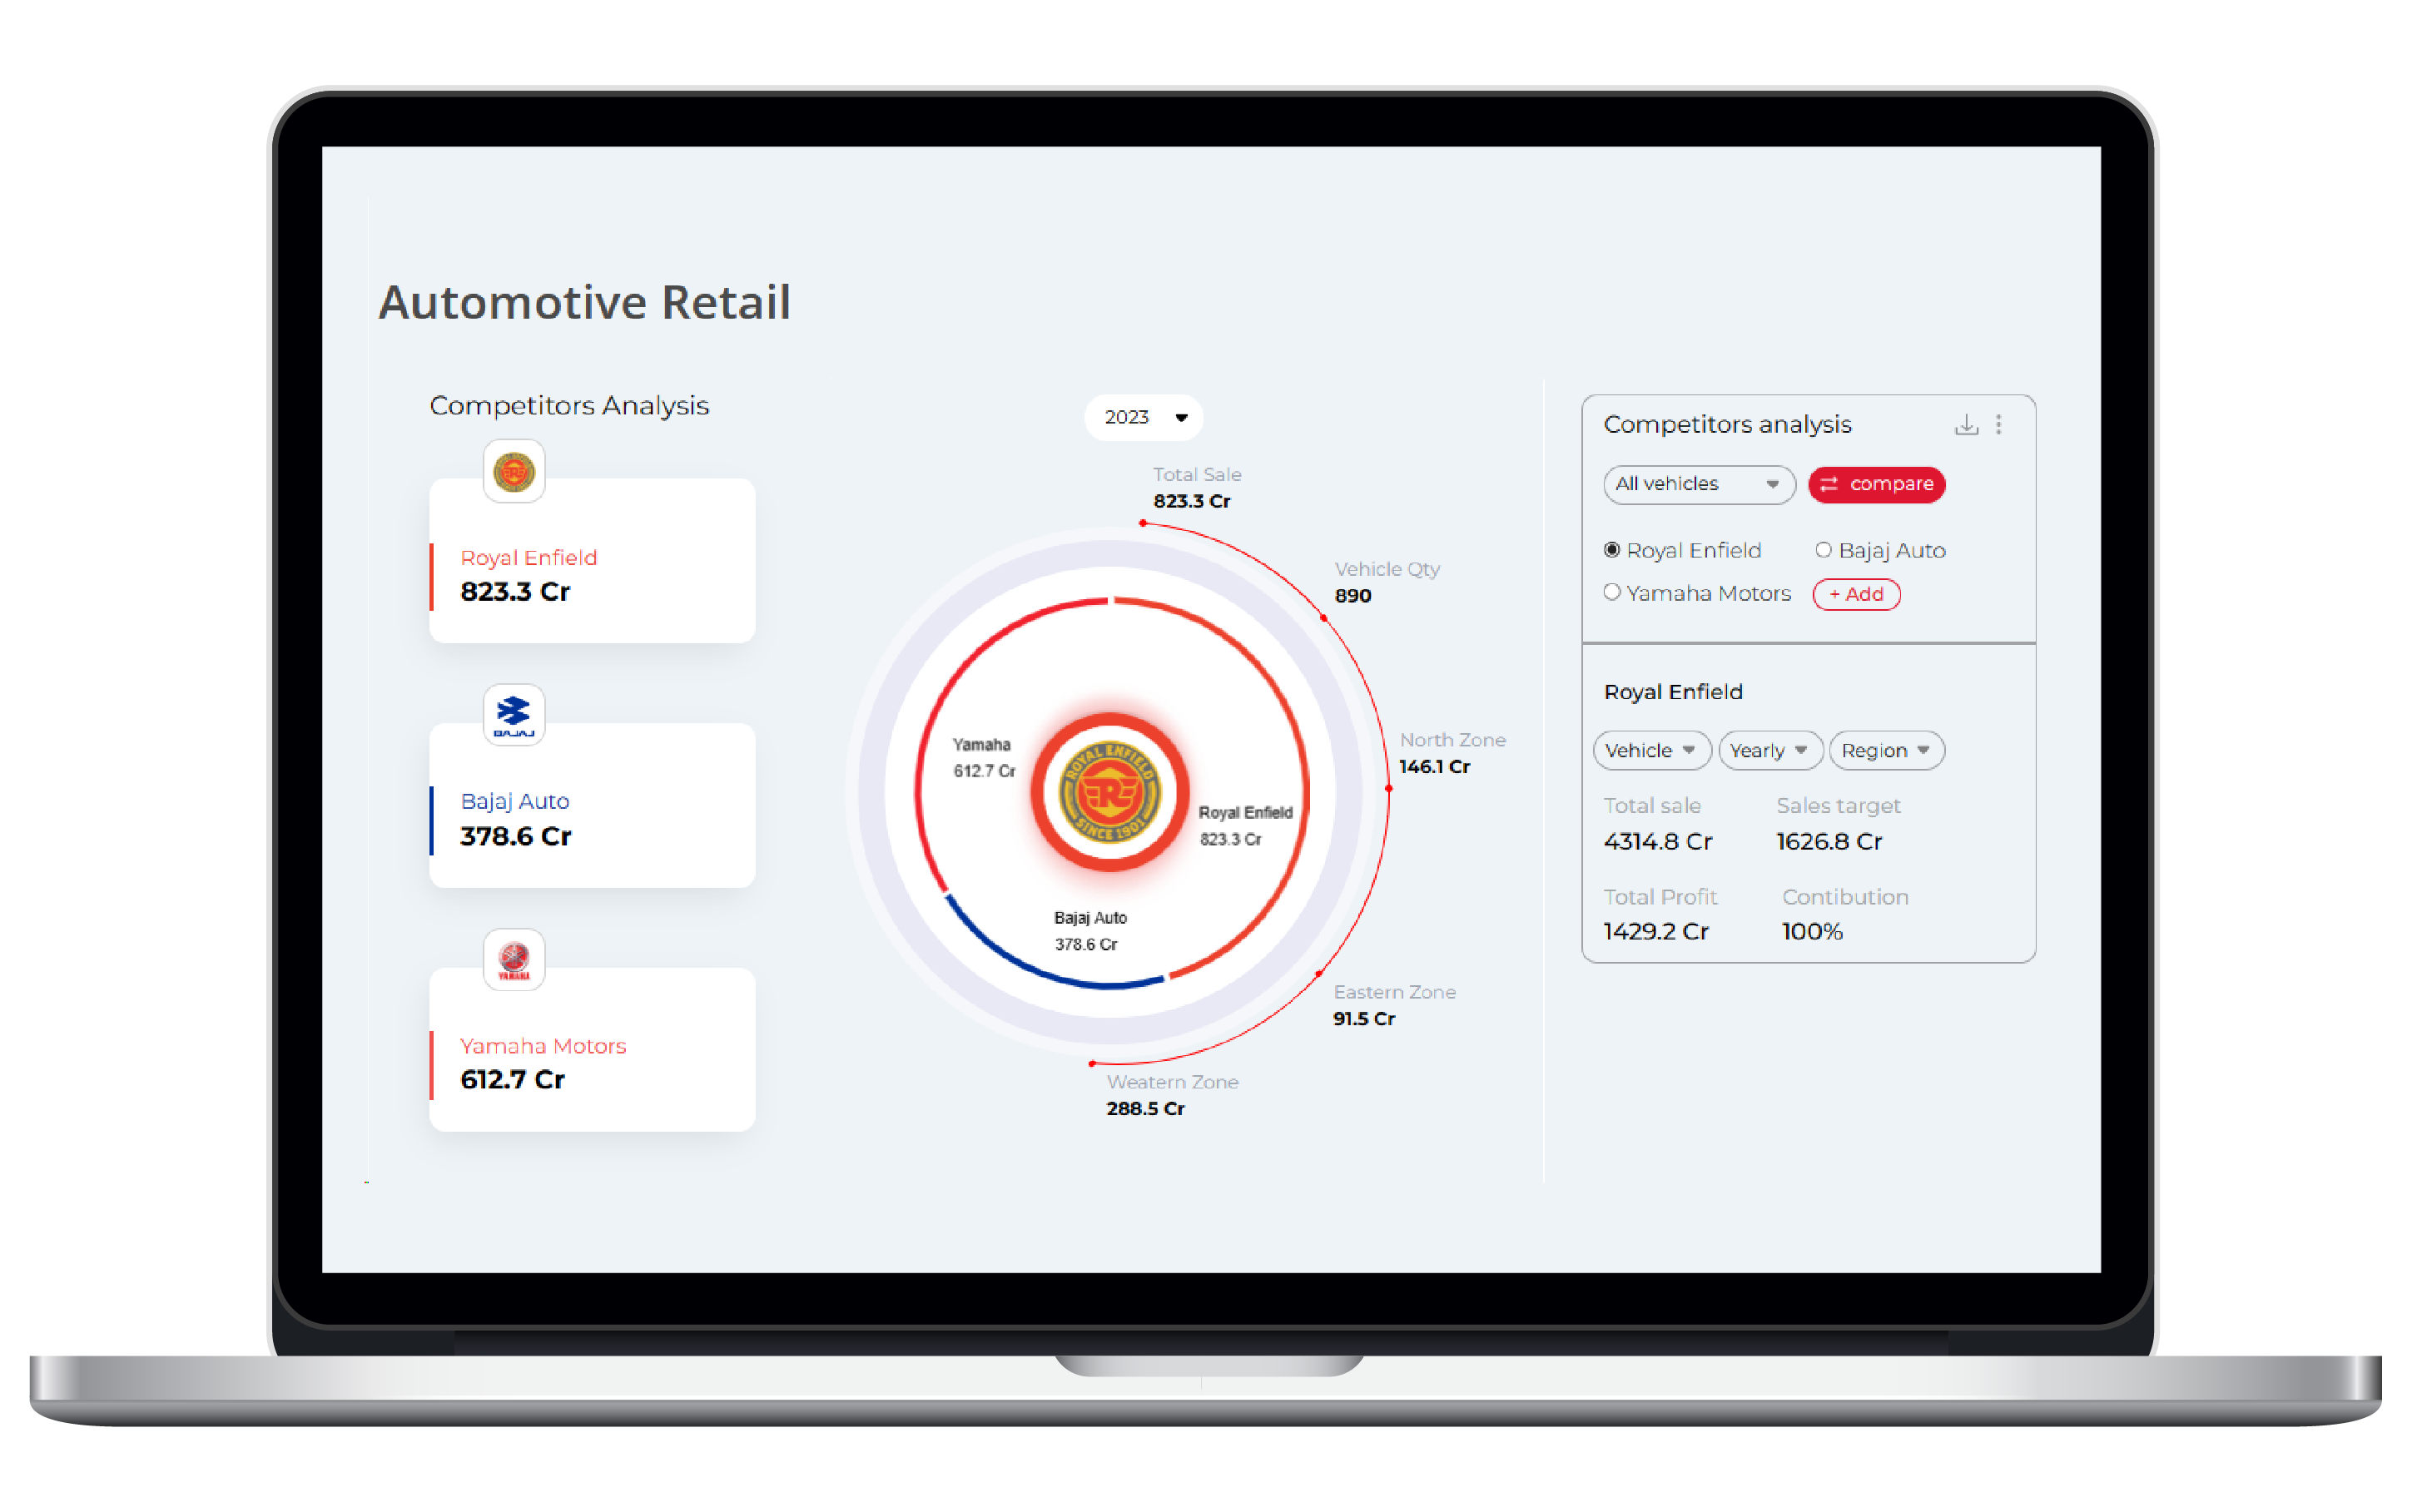 Automotive Retail
Competitors Analysis
Royal Enfield
823.3 Cr
BAJAJ
Bajaj Auto
378.6 Cr
YAMAHA
Yamaha Motors
612.7 Cr
2023
Total Sale
823.3 Cr
Vehicle Qty
890
North Zone
146.1 Cr
Eastern Zone
91.5 Cr
Weatern Zone
288.5 Cr
Yamaha
612.7 Cr
ROYAL ENFIELD
R
SINCE 1901
Royal Enfield
823.3 Cr
Bajaj Auto
378.6 Cr
Competitors analysis
All vehicles compare
Royal Enfield Bajaj Auto
Yamaha Motors + Add
Royal Enfield
Vehicle Yearly Region
Total sale Sales target
4314.8 Cr 1626.8 Cr
Total Profit Contibution
1429.2 Cr 100%